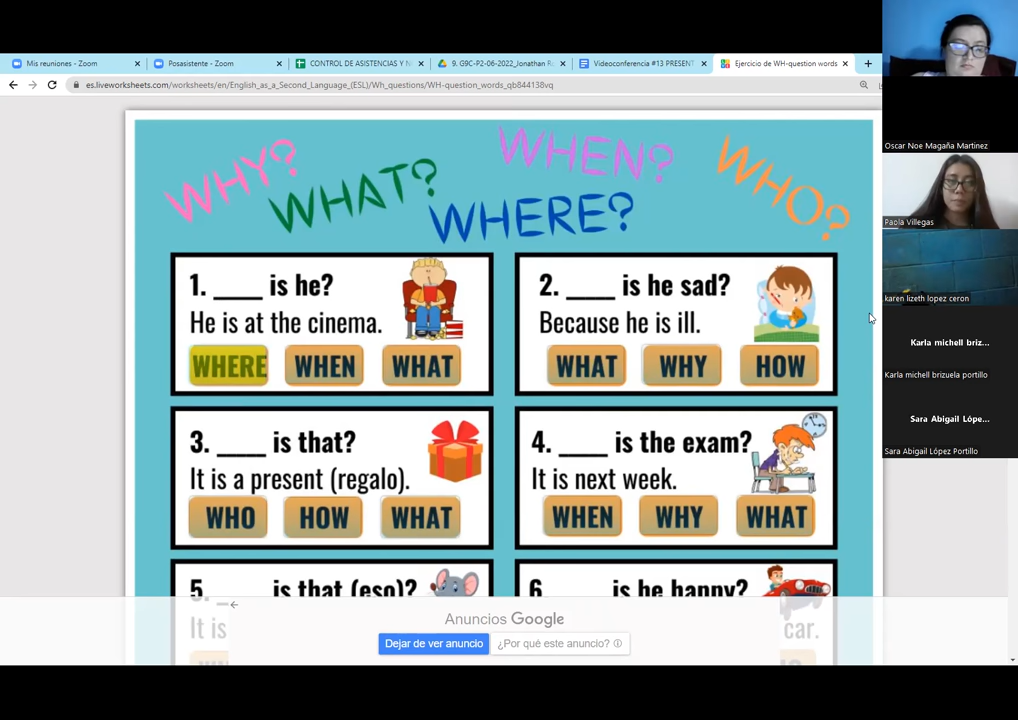 Mis reuniones - Zoom
Posasistente - Zoom
CONTROL DE ASISTENCIAS Y N
9. G9C-P2-06-2022_Jonathan R
Videoconferencia #13 PRESENT
Ejercicio de WH-question words
es.liveworksheets.com/worksheets/en/English_as_a_Second_Language_(ESL)/Wh_questions/WH-question_words_qb844138vq
WHY?
WHAT?
WHEN?
WHERE?
WHO?
1. ____ is he?
He is at the cinema.
WHERE WHEN WHAT
2. ____ is he sad?
Because he is ill.
WHAT WHY HOW
3. ____ is that?
It is a present (regalo).
WHO HOW WHAT
4. ____ is the exam?
It is next week.
WHEN WHY WHAT
5. ____ is that (eso)?
It is
6. ____ is he happy?
car.
Anuncios Google
Dejar de ver anuncio
¿Por qué este anuncio?
Oscar Noe Magaña Martinez
Paola Villegas
karen lizeth lopez ceron
Karla michell briz...
Karla michell brizuela portillo
Sara Abigail Lópe...
Sara Abigail López Portillo